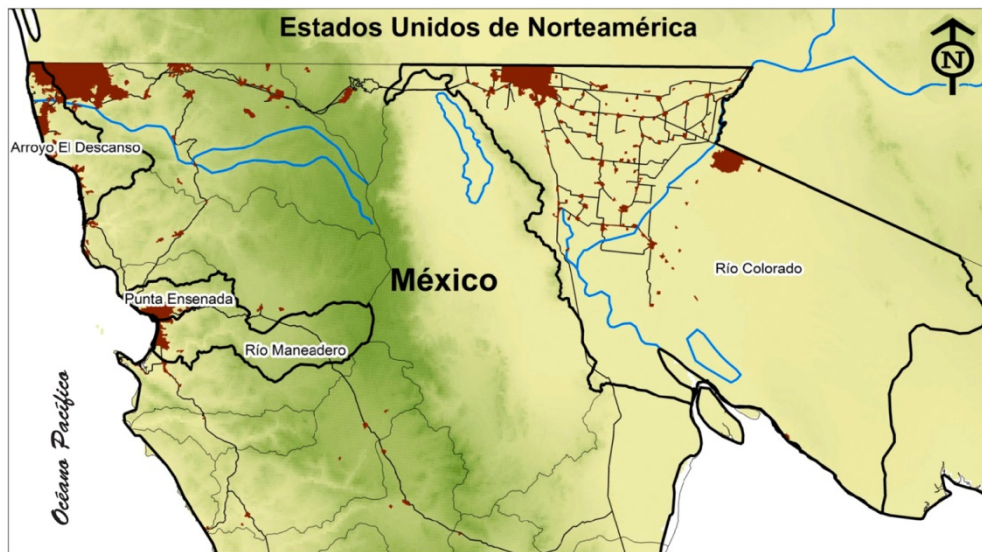 Estados Unidos de Norteamérica
N
Arroyo El Descanso
México
Río Colorado
Punta Ensenada
Río Maneadero
Océano Pacífico